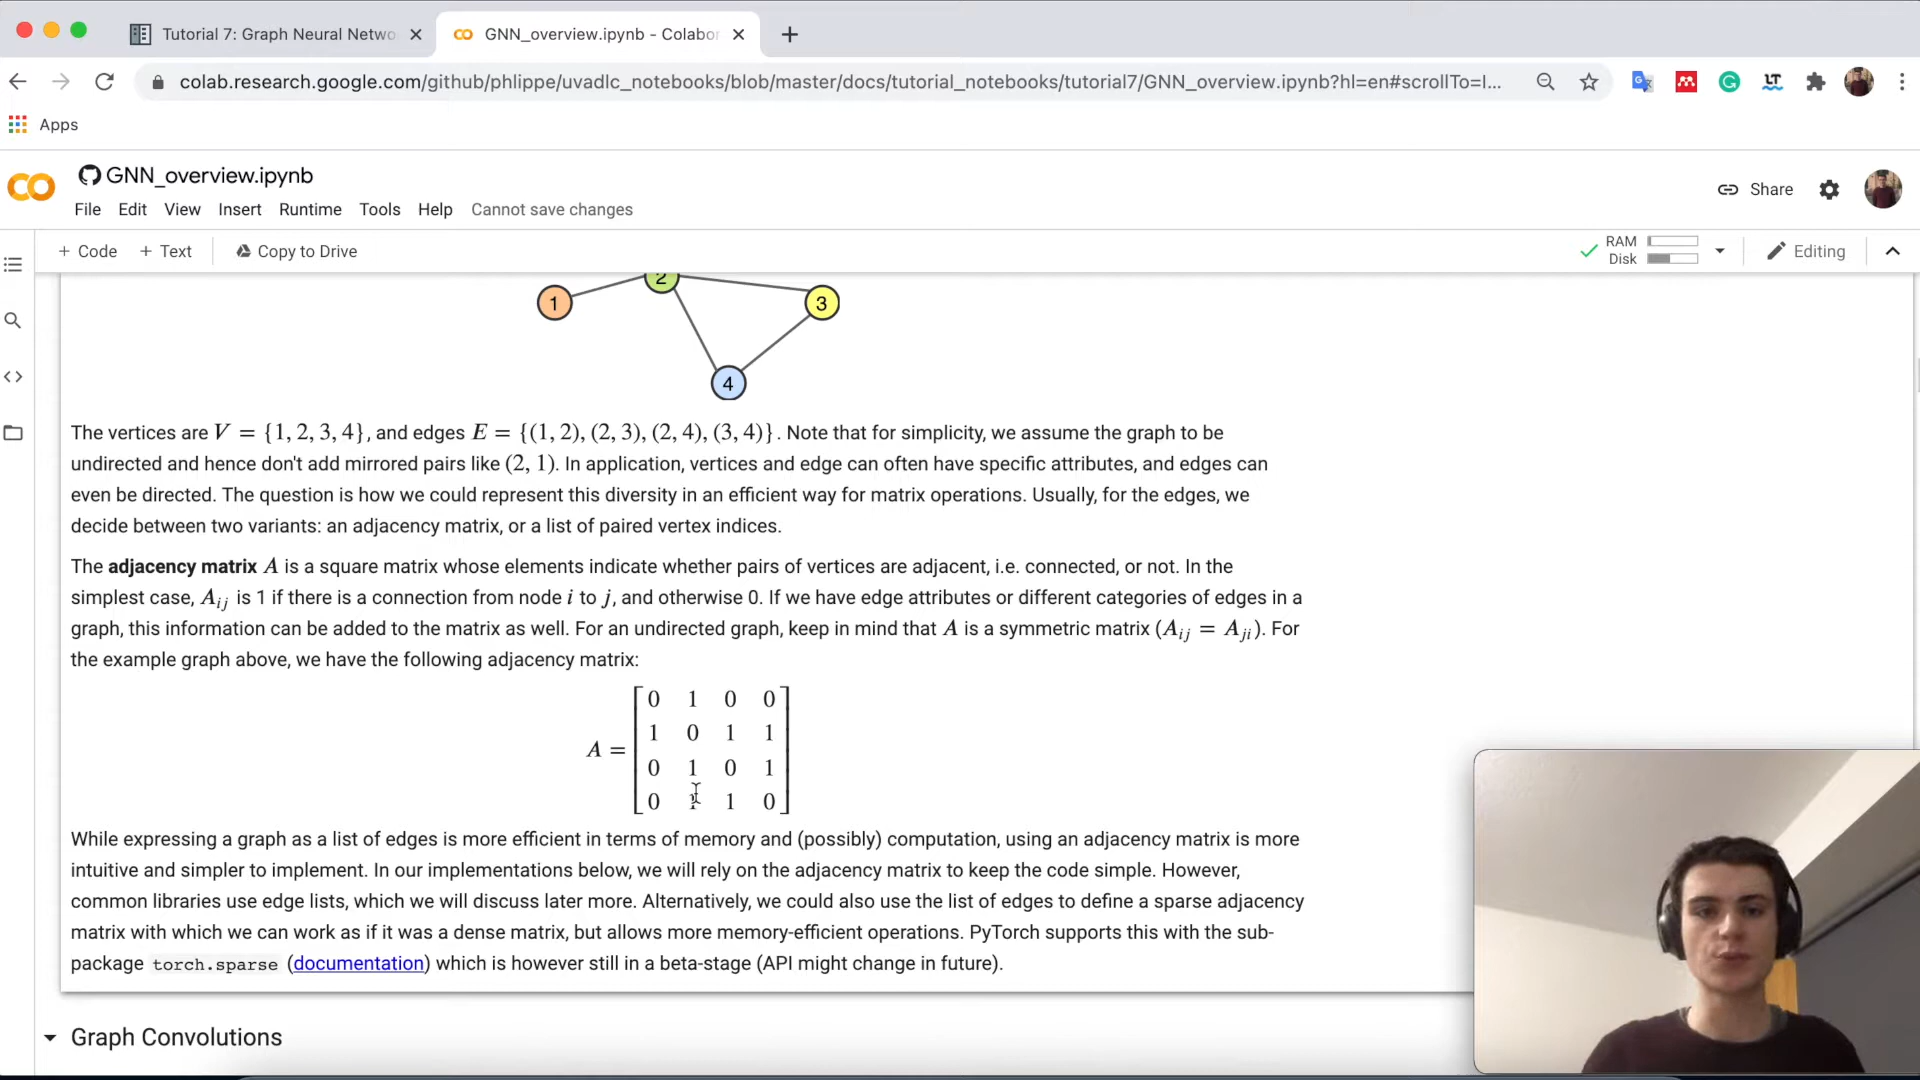 Tutorial 7: Graph Neural Netwo
GNN_overview.ipynb - Colabor
colab.research.google.com/github/phlippe/uvadlc_notebooks/blob/master/docs/tutorial_notebooks/tutorial7/GNN_overview.ipynb?hl=en#scrollTo=I...
Apps
GNN_overview.ipynb
Share
File Edit View Insert Runtime Tools Help Cannot save changes
+ Code + Text Copy to Drive
RAM
Disk
Editing
2
1
3
4
The vertices are V = {1, 2, 3, 4}, and edges E = {(1, 2), (2, 3), (2, 4), (3, 4)}. Note that for simplicity, we assume the graph to be
undirected and hence don't add mirrored pairs like (2, 1). In application, vertices and edge can often have specific attributes, and edges can
even be directed. The question is how we could represent this diversity in an efficient way for matrix operations. Usually, for the edges, we
decide between two variants: an adjacency matrix, or a list of paired vertex indices.
The adjacency matrix A is a square matrix whose elements indicate whether pairs of vertices are adjacent, i.e. connected, or not. In the
simplest case, A_ij is 1 if there is a connection from node i to j, and otherwise 0. If we have edge attributes or different categories of edges in a
graph, this information can be added to the matrix as well. For an undirected graph, keep in mind that A is a symmetric matrix (A_ij = A_ji). For
the example graph above, we have the following adjacency matrix:
0 1 0 0
1 0 1 1
A =
0 1 0 1
0 1 1 0
While expressing a graph as a list of edges is more efficient in terms of memory and (possibly) computation, using an adjacency matrix is more
intuitive and simpler to implement. In our implementations below, we will rely on the adjacency matrix to keep the code simple. However,
common libraries use edge lists, which we will discuss later more. Alternatively, we could also use the list of edges to define a sparse adjacency
matrix with which we can work as if it was a dense matrix, but allows more memory-efficient operations. PyTorch supports this with the sub-
package torch.sparse (documentation) which is however still in a beta-stage (API might change in future).
Graph Convolutions